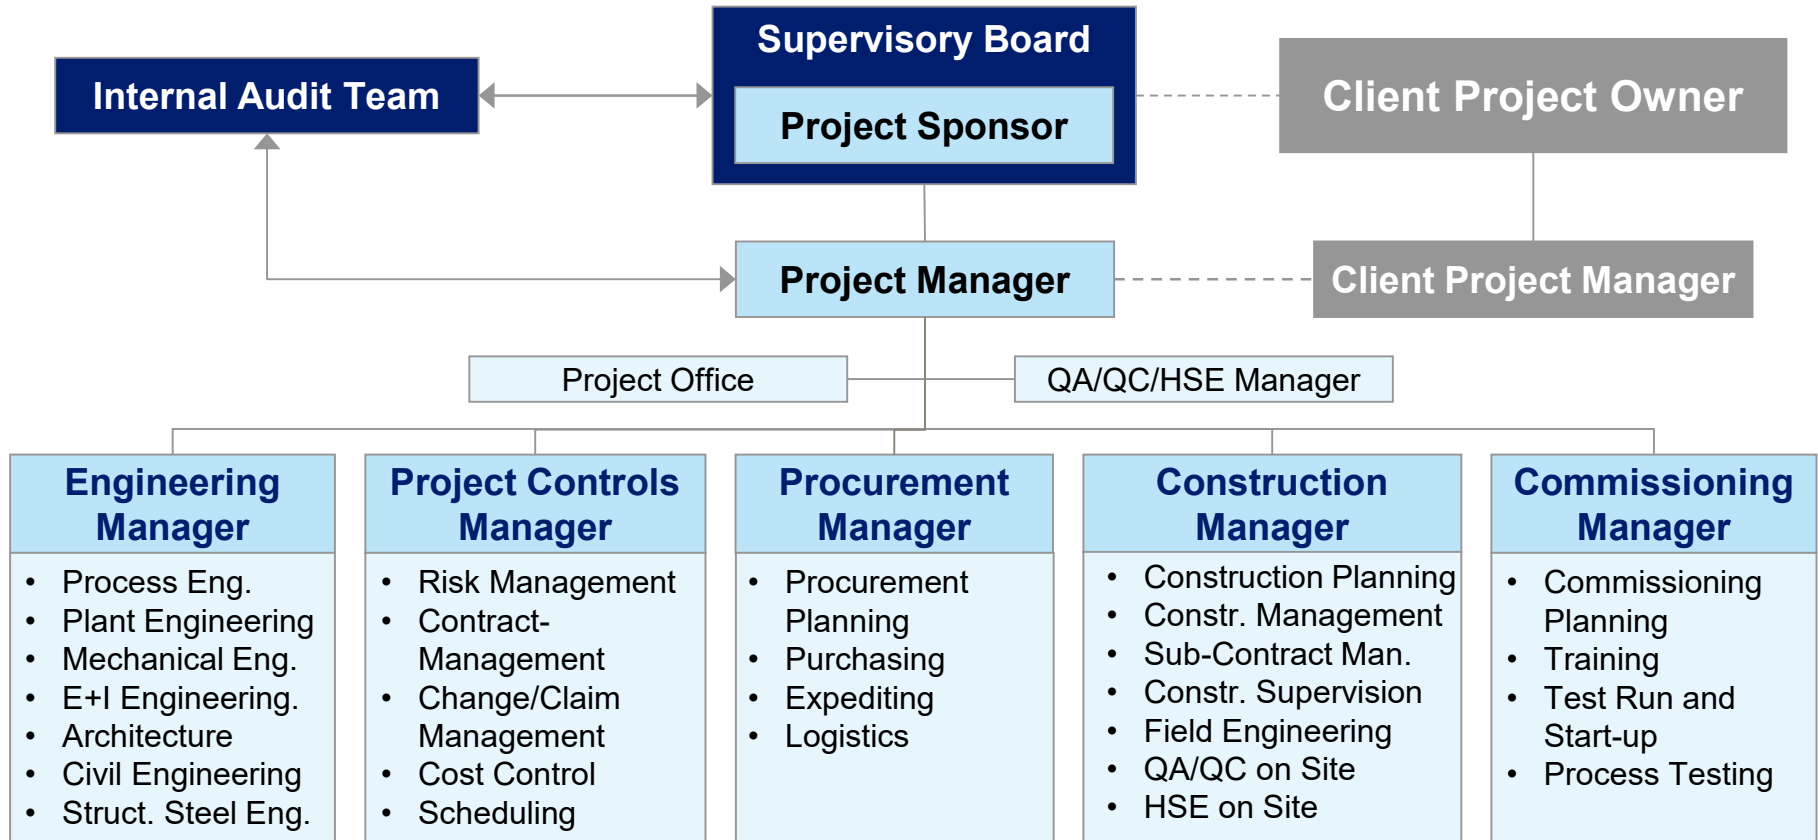 Supervisory Board
Internal Audit Team
Project Sponsor
Client Project Owner
Project Manager
Client Project Manager
Project Office
QA/QC/HSE Manager
Engineering
Manager
• Process Eng.
• Plant Engineering
• Mechanical Eng.
• E+I Engineering.
• Architecture
• Civil Engineering
• Struct. Steel Eng.
Project Controls
Manager
• Risk Management
• Contract-
Management
• Change/Claim
Management
• Cost Control
• Scheduling
Procurement
Manager
• Procurement
Planning
• Purchasing
• Expediting
• Logistics
Construction
Manager
• Construction Planning
• Constr. Management
• Sub-Contract Man.
• Constr. Supervision
• Field Engineering
• QA/QC on Site
• HSE on Site
Commissioning
Manager
• Commissioning
Planning
• Training
• Test Run and
Start-up
• Process Testing